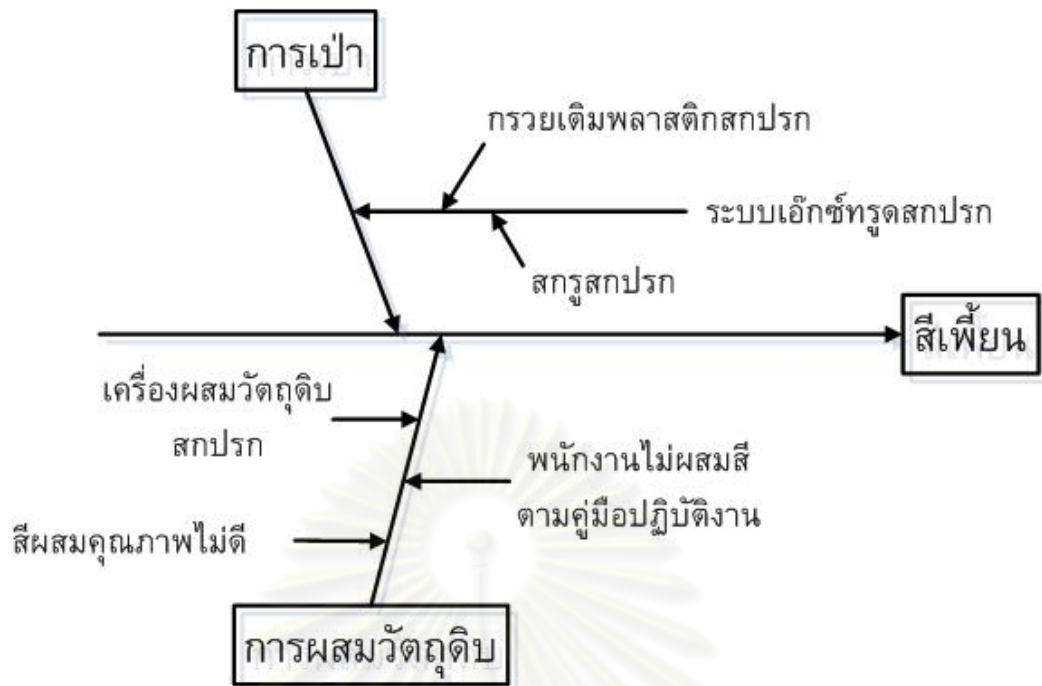 การเป่า
กรวยเติมพลาสติกสกปรก
ระบบเอ๊กซ์ทรูดสกปรก
สกรูสกปรก
สีเพี้ยน
เครื่องผสมวัตถุดิบ
สกปรก
พนักงานไม่ผสมสี
ตามคู่มือปฏิบัติงาน
สีผสมคุณภาพไม่ดี
การผสมวัตถุดิบ